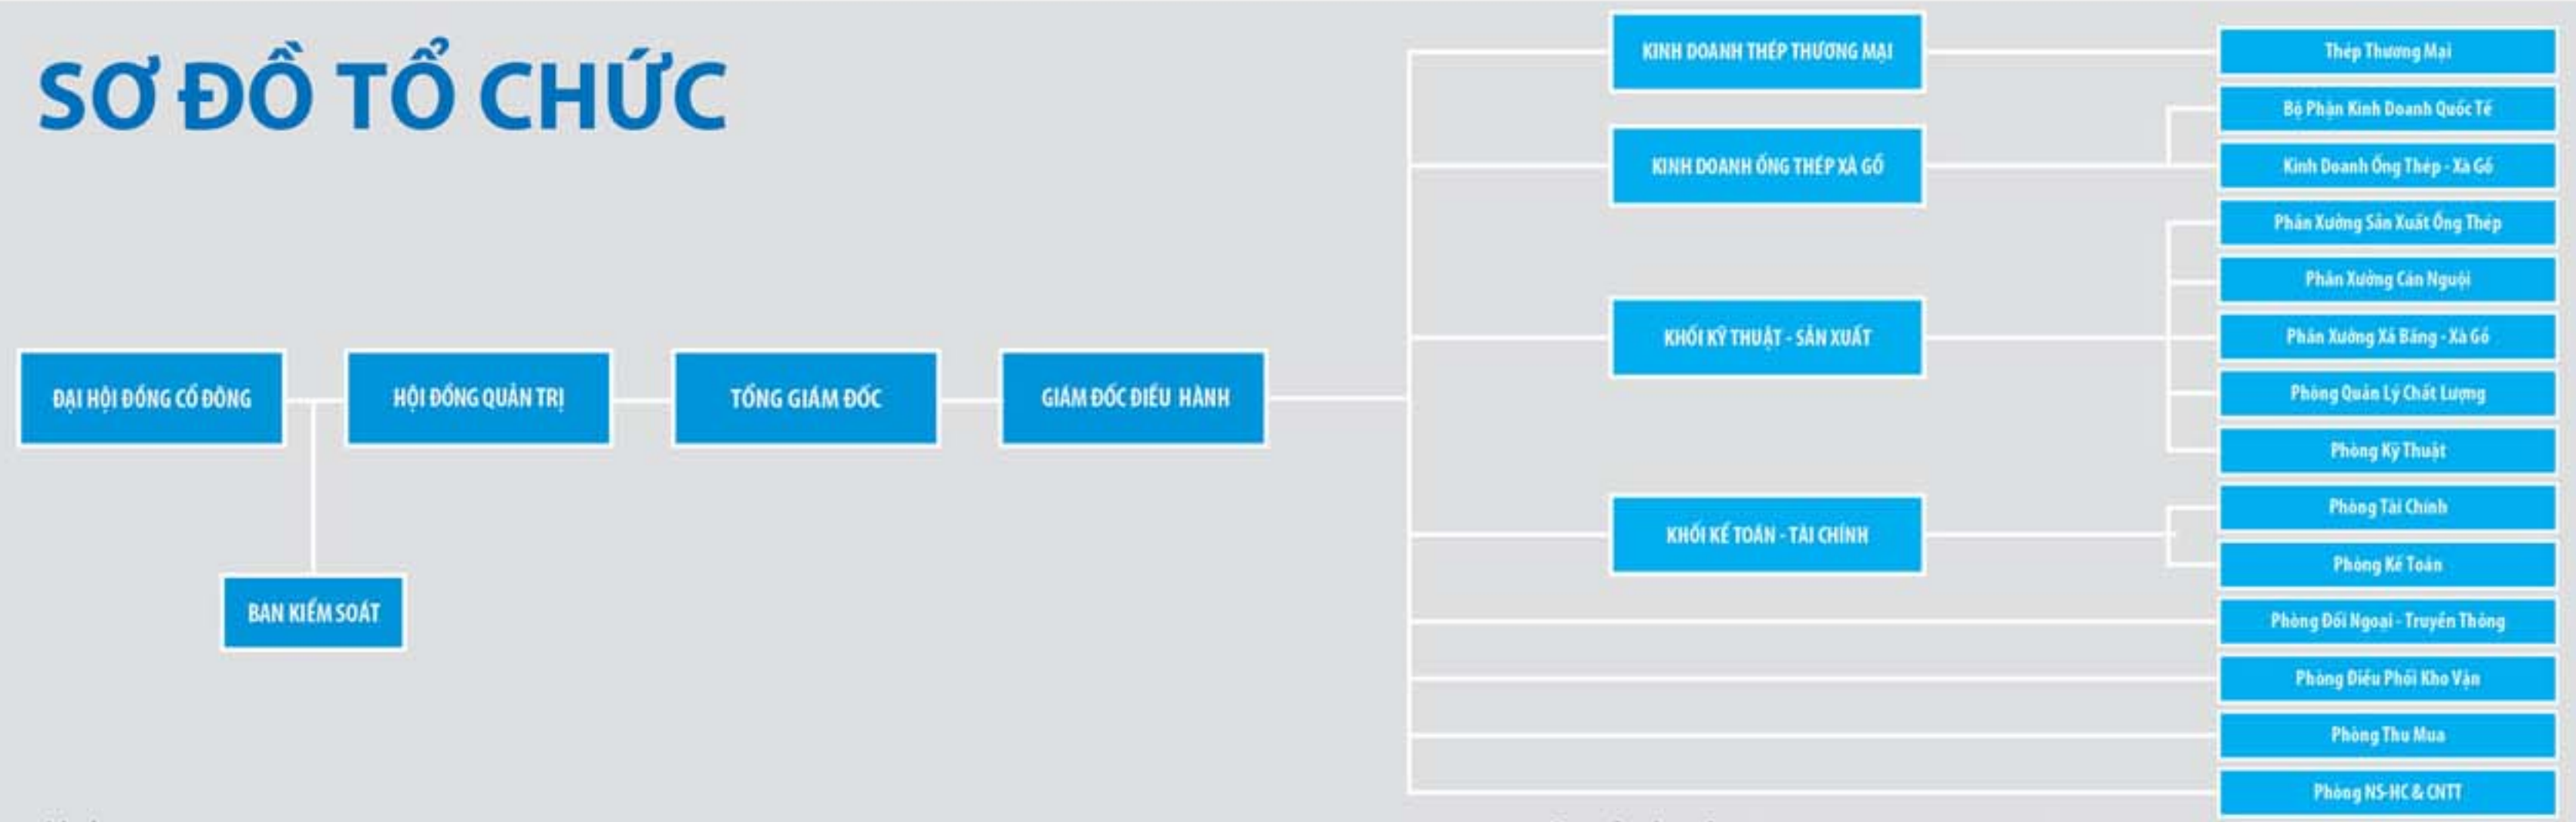 SƠ ĐỒ TỔ CHỨC
ĐẠI HỘI ĐỒNG CỔ ĐÔNG
BAN KIỂM SOÁT
HỘI ĐỒNG QUẢN TRỊ
TỔNG GIÁM ĐỐC
GIÁM ĐỐC ĐIỀU HÀNH
KINH DOANH THÉP THƯƠNG MẠI
KINH DOANH ỐNG THÉP XÀ GỒ
KHỐI KỸ THUẬT - SẢN XUẤT
KHỐI KẾ TOÁN - TÀI CHÍNH
Thép Thương Mại
Bộ Phận Kinh Doanh Quốc Tế
Kinh Doanh Ống Thép - Xà Gồ
Phân Xưởng Sản Xuất Ống Thép
Phân Xưởng Cán Nguội
Phân Xưởng Xả Băng - Xà Gồ
Phòng Quản Lý Chất Lượng
Phòng Kỹ Thuật
Phòng Tài Chính
Phòng Kế Toán
Phòng Đối Ngoại - Truyền Thông
Phòng Điều Phối Kho Vận
Phòng Thu Mua
Phòng NS-HC & CNTT